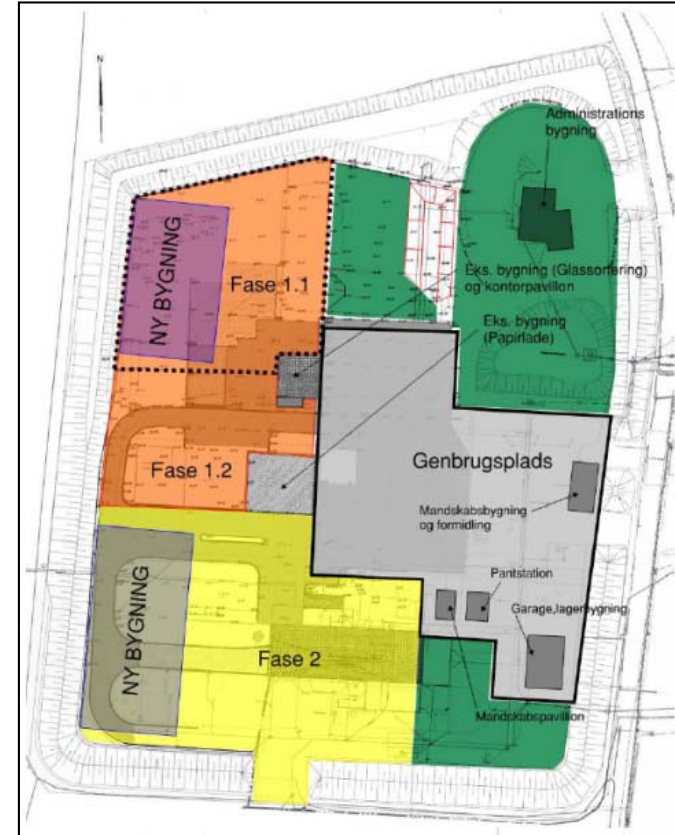 N
Administrations
bygning
NY BYGNING
Fase 1.1
Eks. bygning (Glassortering)
og kontorpavillon
Eks. bygning
(Papirlade)
Fase 1.2
Genbrugsplads
Mandskabsbygning
og formidling
NY BYGNING
Pantstation
Garage,lagerbygning
Fase 2
Mandskabspavillion